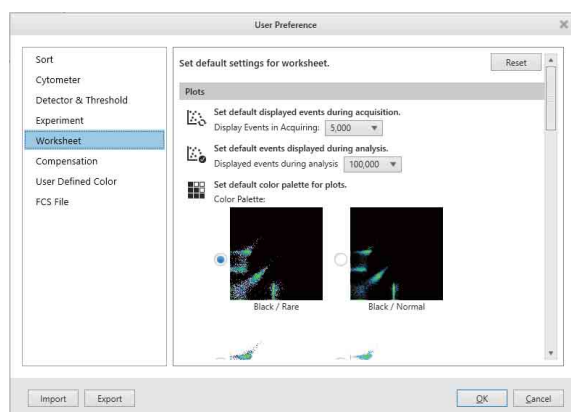 User Preference
Sort
Cytometer
Detector & Threshold
Experiment
Worksheet
Compensation
User Defined Color
FCS File
Set default settings for worksheet.
Reset
Plots
Set default displayed events during acquisition.
Display Events in Acquiring: 5,000
Set default events displayed during analysis.
Displayed events during analysis 100,000
Set default color palette for plots.
Color Palette:
Black / Rare
Black / Normal
Import
Export
OK
Cancel